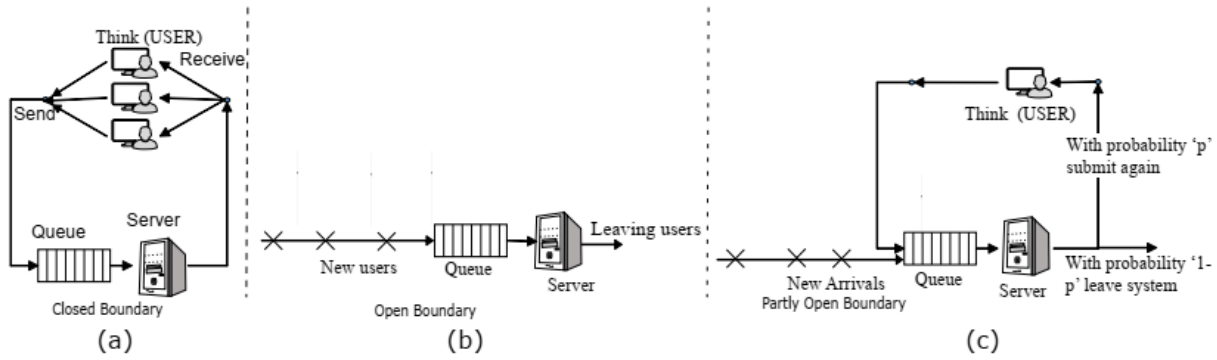 Think (USER)
Receive
Send
Queue
Server
Closed Boundary
(a)
New users
Queue
Server
Leaving users
Open Boundary
(b)
Think (USER)
With probability ‘p’
submit again
New Arrivals
Queue
Server
With probability ‘1-
p’ leave system
Partly Open Boundary
(c)